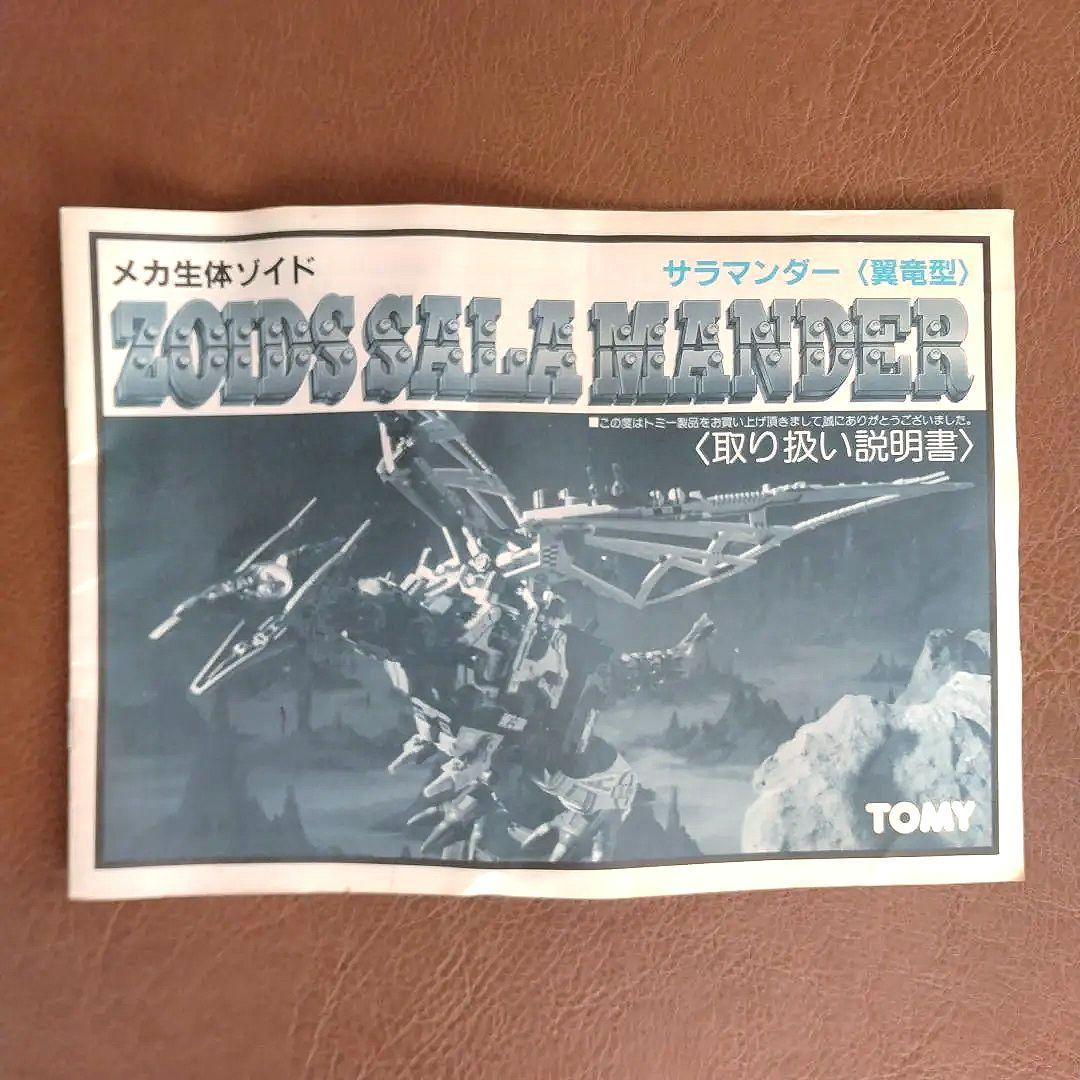 メカ生体ゾイド
サラマンダー〈翼竜型〉
ZOIDS SALAMANDER
■この度はトミー製品をお買い上げ頂きまして誠にありがとうございました。
〈取り扱い説明書〉
TOMY